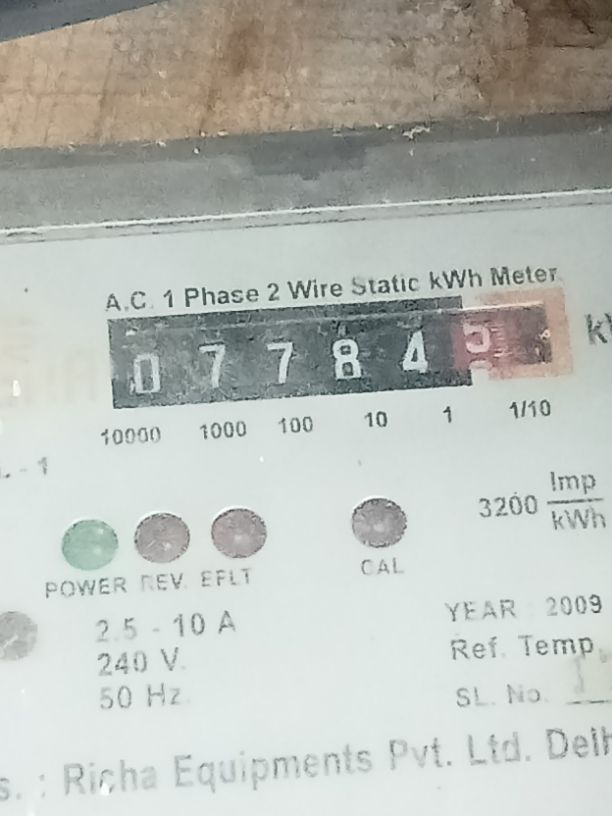 A.C. 1 Phase 2 Wire Static kWh Meter
0 7 7 8 4 5
10000 1000 100 10 1 1/10
- 1
3200 Imp
kWh
POWER REV. EFLT CAL
2.5 - 10 A
240 V.
50 Hz.
YEAR : 2009
Ref. Temp.
SL. No.
s. : Richa Equipments Pvt. Ltd. Delh